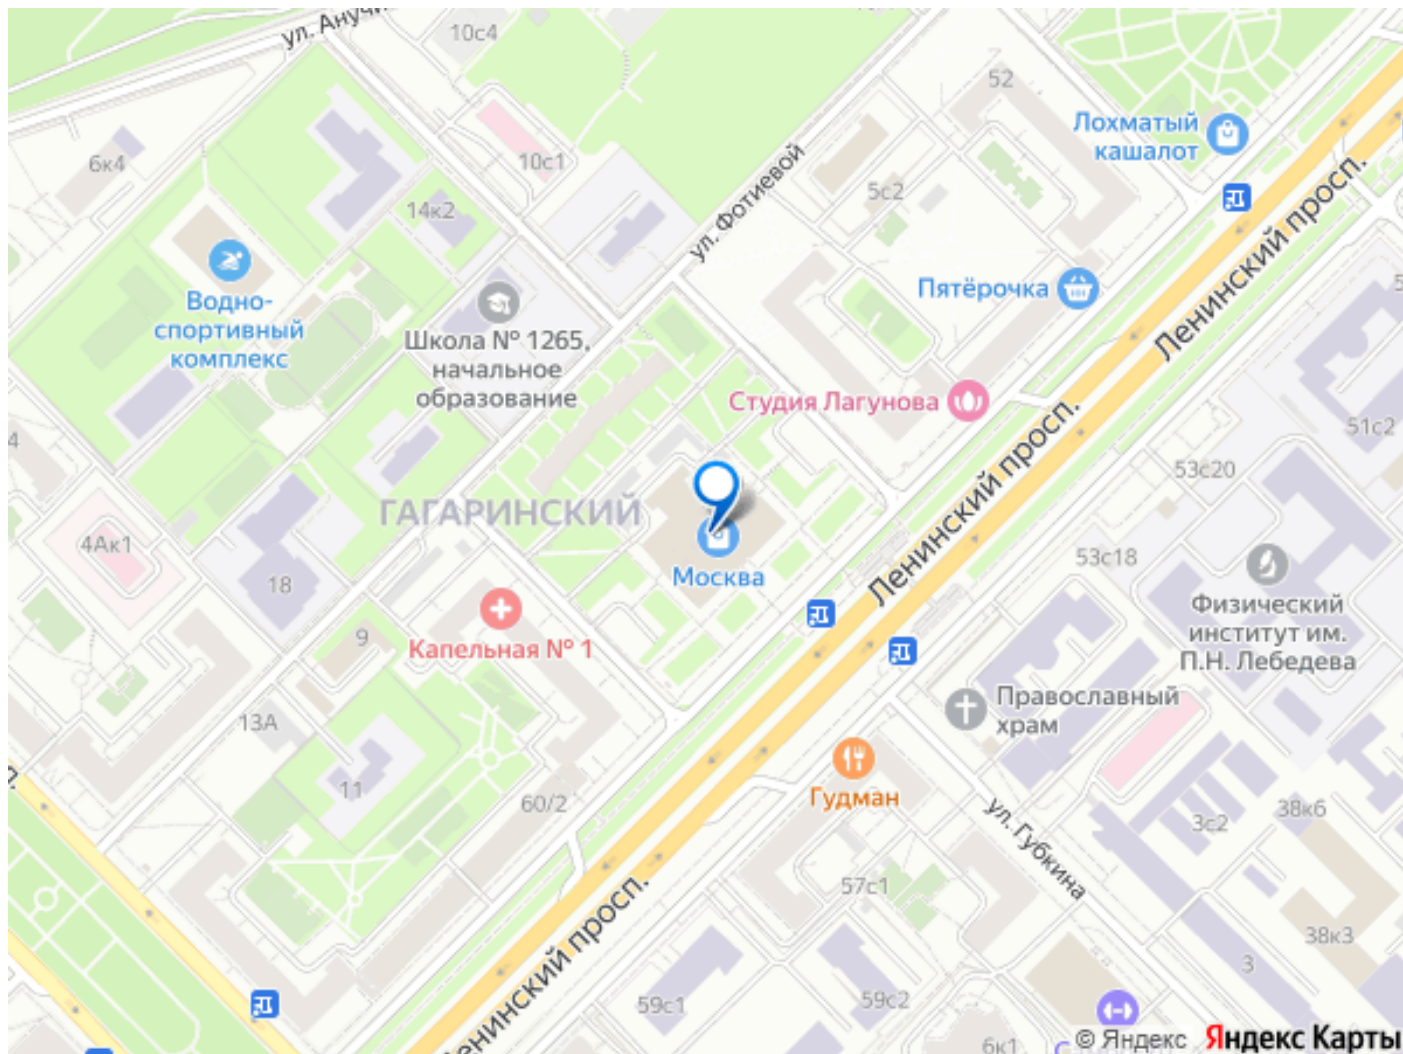 ул. Анучи
10с4
52
Лохматый
кашалот
6к4
10с1
5с2
14к2
ул. Фотиевой
Ленинский просп.
Водно-
спортивный
комплекс
Пятёрочка
Школа № 1265,
начальное
образование
Студия Лагунова
51с2
4
53с20
ГАГАРИНСКИЙ
Ленинский просп.
4Ак1
18
Москва
53с18
Физический
институт им.
П.Н. Лебедева
9
Капельная № 1
Православный
храм
13А
11
60/2
Гудман
ул. Губкина
3с2
38к6
57с1
Ленинский просп.
38к3
3
59с1
59с2
6к1
© Яндекс Яндекс Карты